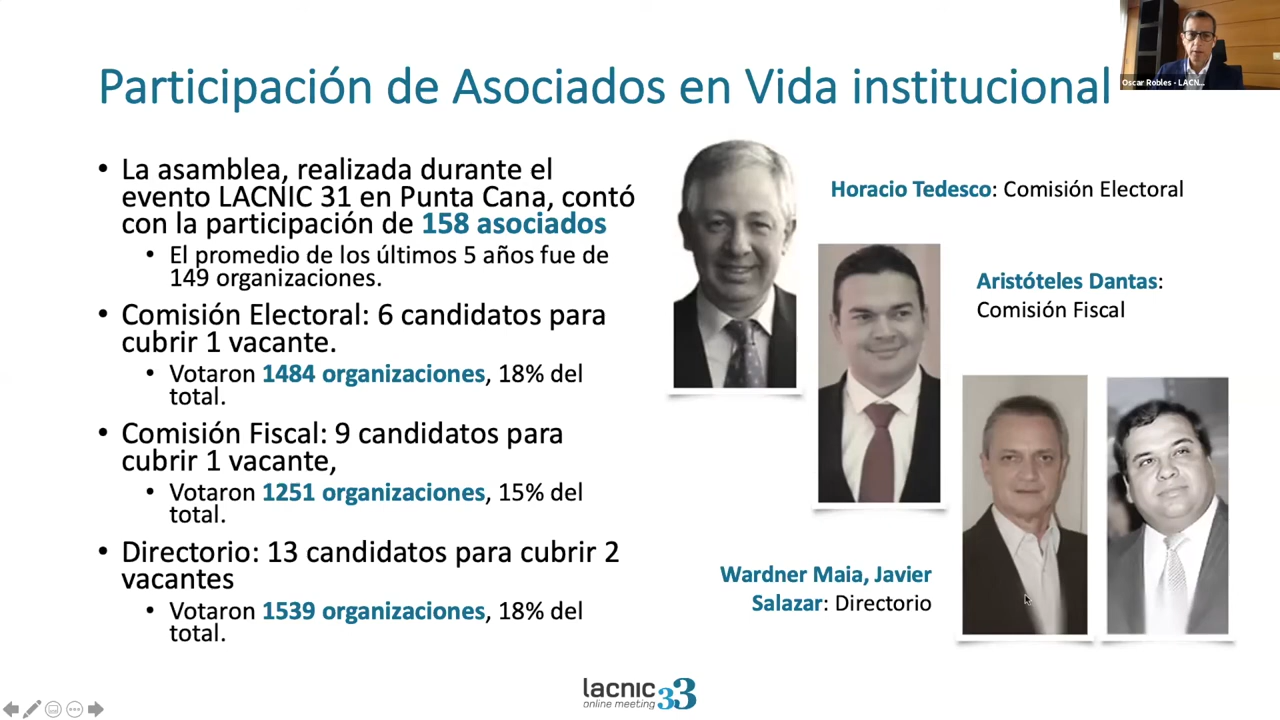 Participación de Asociados en Vida institucional
Oscar Robles - LACN...
• La asamblea, realizada durante el
evento LACNIC 31 en Punta Cana, contó
con la participación de 158 asociados
• El promedio de los últimos 5 años fue de
149 organizaciones.
• Comisión Electoral: 6 candidatos para
cubrir 1 vacante.
• Votaron 1484 organizaciones, 18% del
total.
• Comisión Fiscal: 9 candidatos para
cubrir 1 vacante,
• Votaron 1251 organizaciones, 15% del
total.
• Directorio: 13 candidatos para cubrir 2
vacantes
• Votaron 1539 organizaciones, 18% del
total.
Horacio Tedesco: Comisión Electoral
Aristóteles Dantas:
Comisión Fiscal
Wardner Maia, Javier
Salazar: Directorio
lacnic 33
online meeting